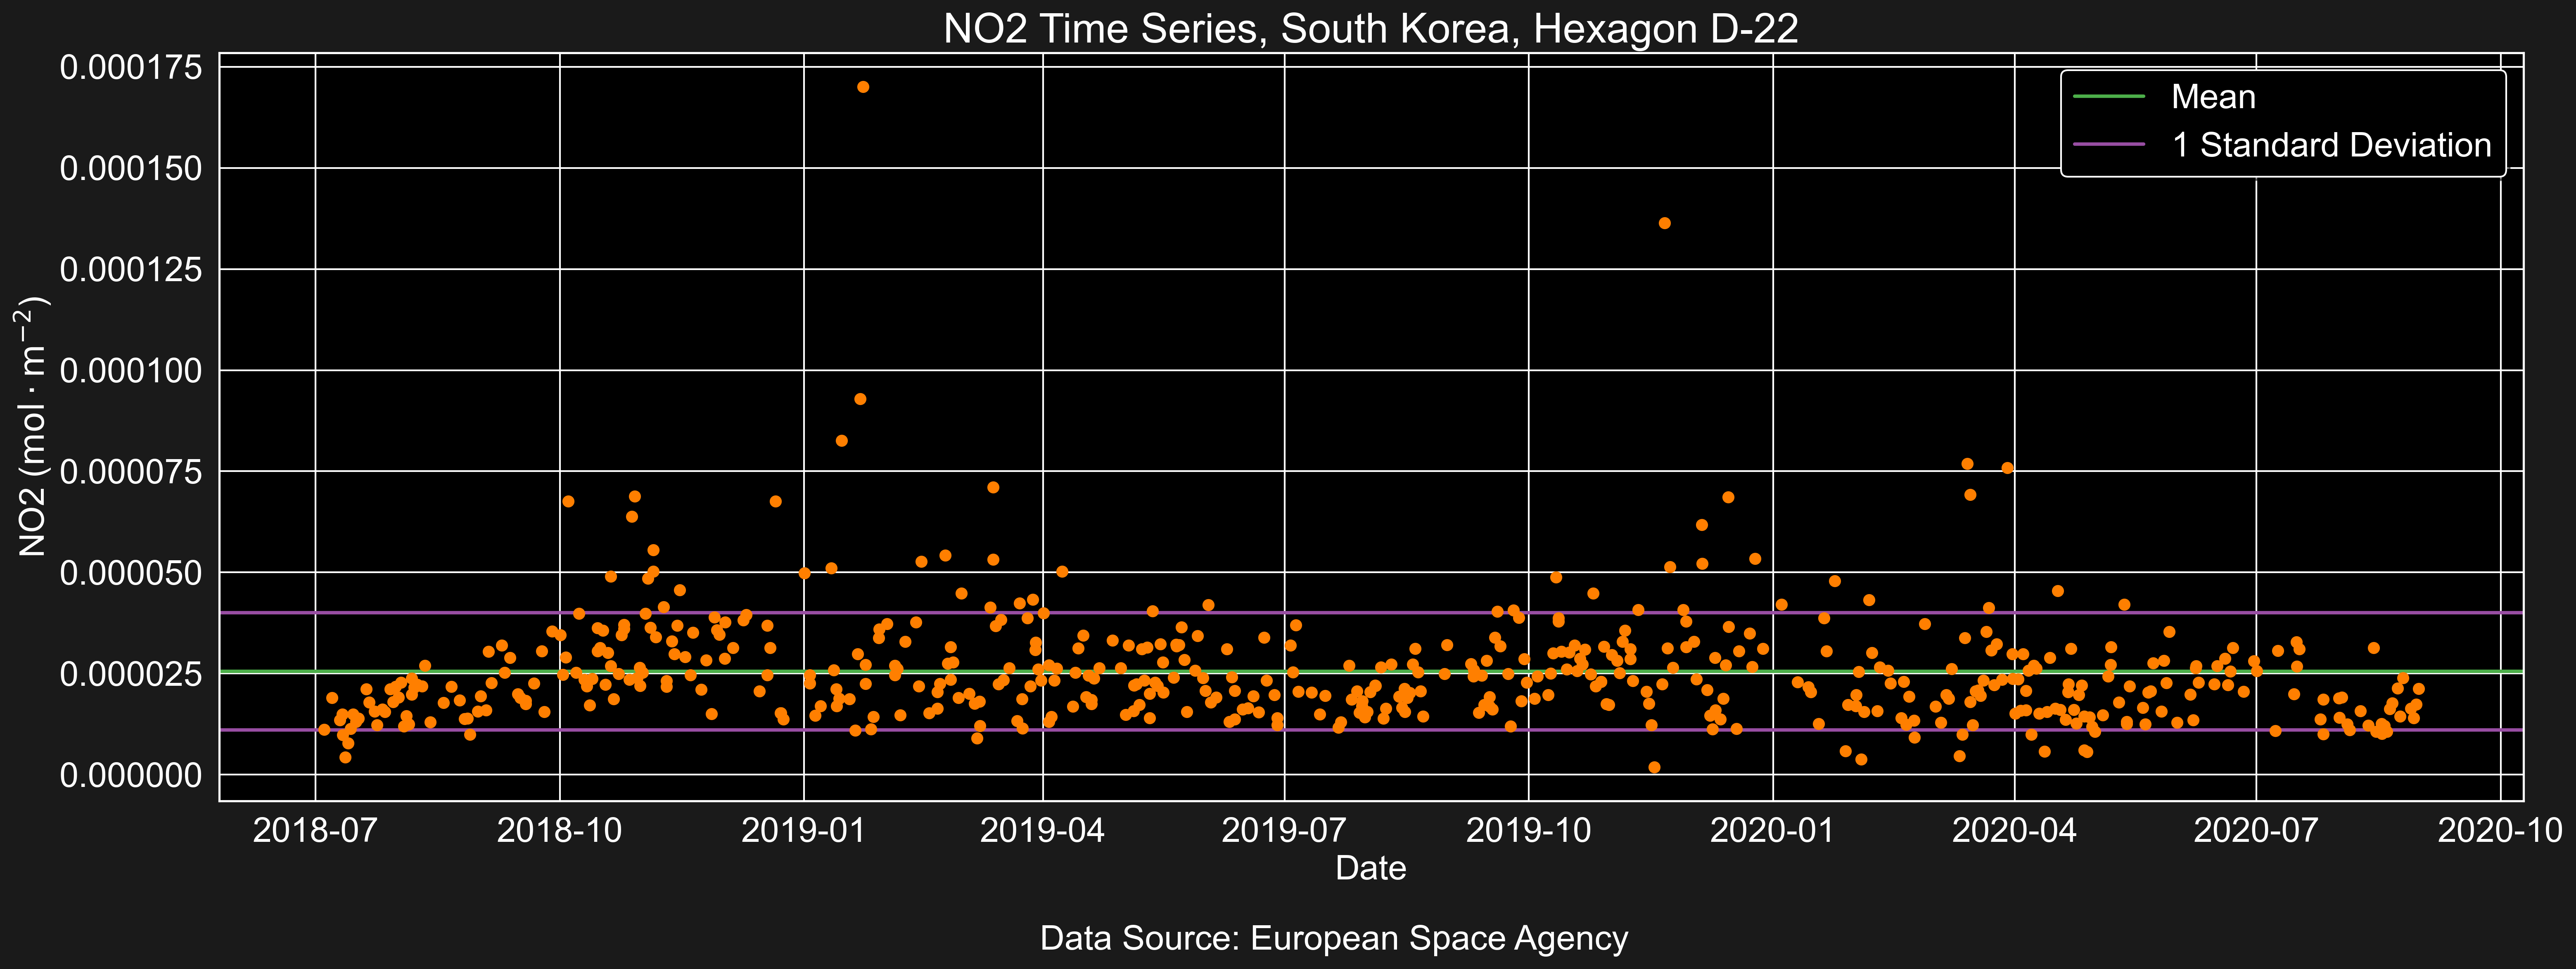 NO2 Time Series, South Korea, Hexagon D-22
0.000175
0.000150
0.000125
0.000100
0.000075
0.000050
0.000025
0.000000
NO2 (mol · m⁻²)
Mean
1 Standard Deviation
2018-07 2018-10 2019-01 2019-04 2019-07 2019-10 2020-01 2020-04 2020-07 2020-10
Date
Data Source: European Space Agency